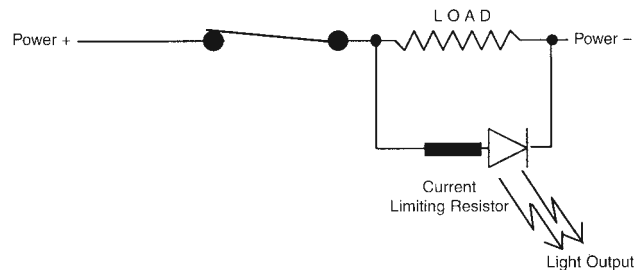 LOAD
Power +
Power –
Current
Limiting Resistor
Light Output